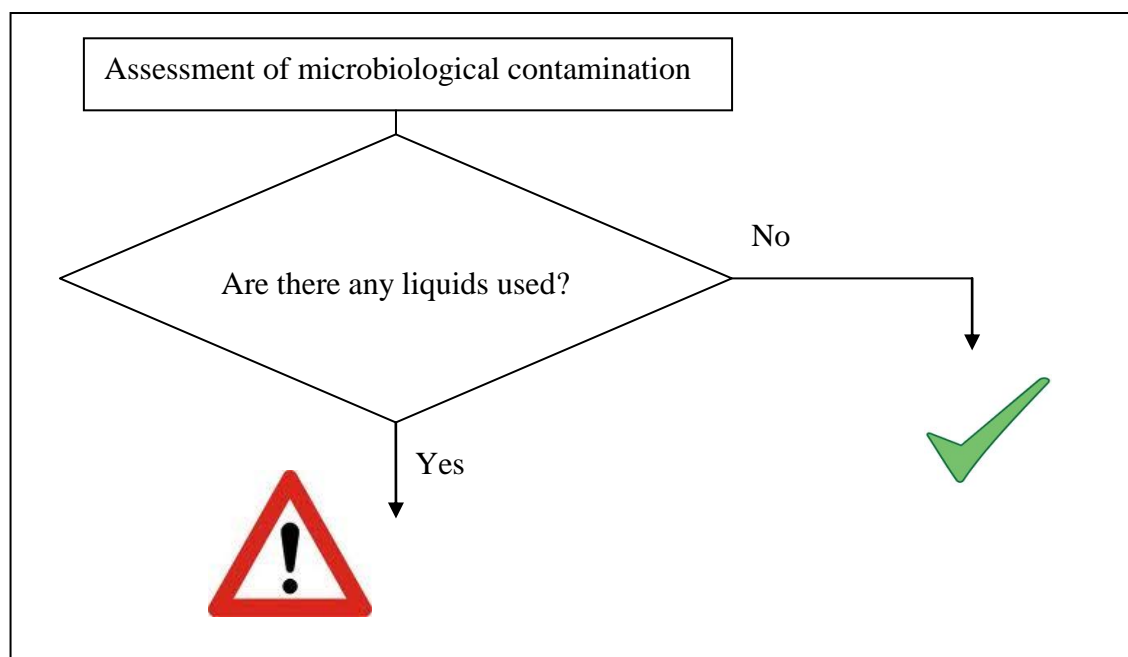 Assessment of microbiological contamination
No
Are there any liquids used?
Yes